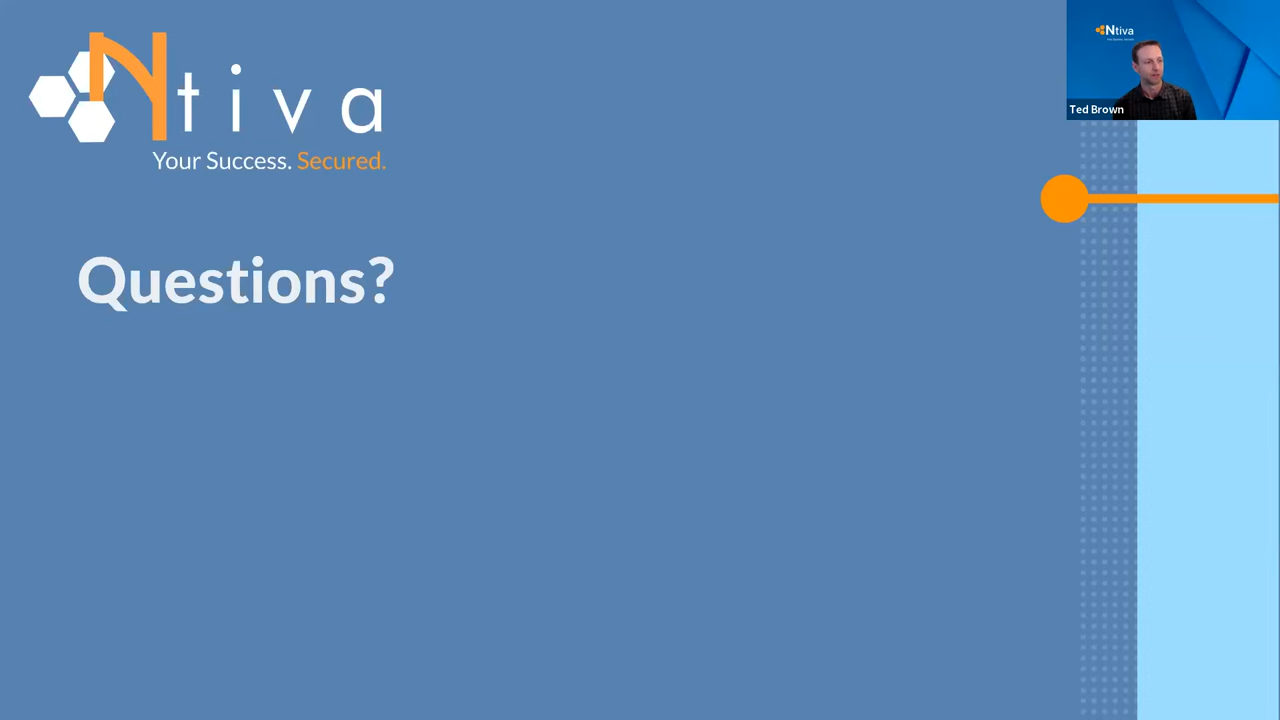 Ntiva
Your Success. Secured.
Ntiva
Ted Brown
Questions?